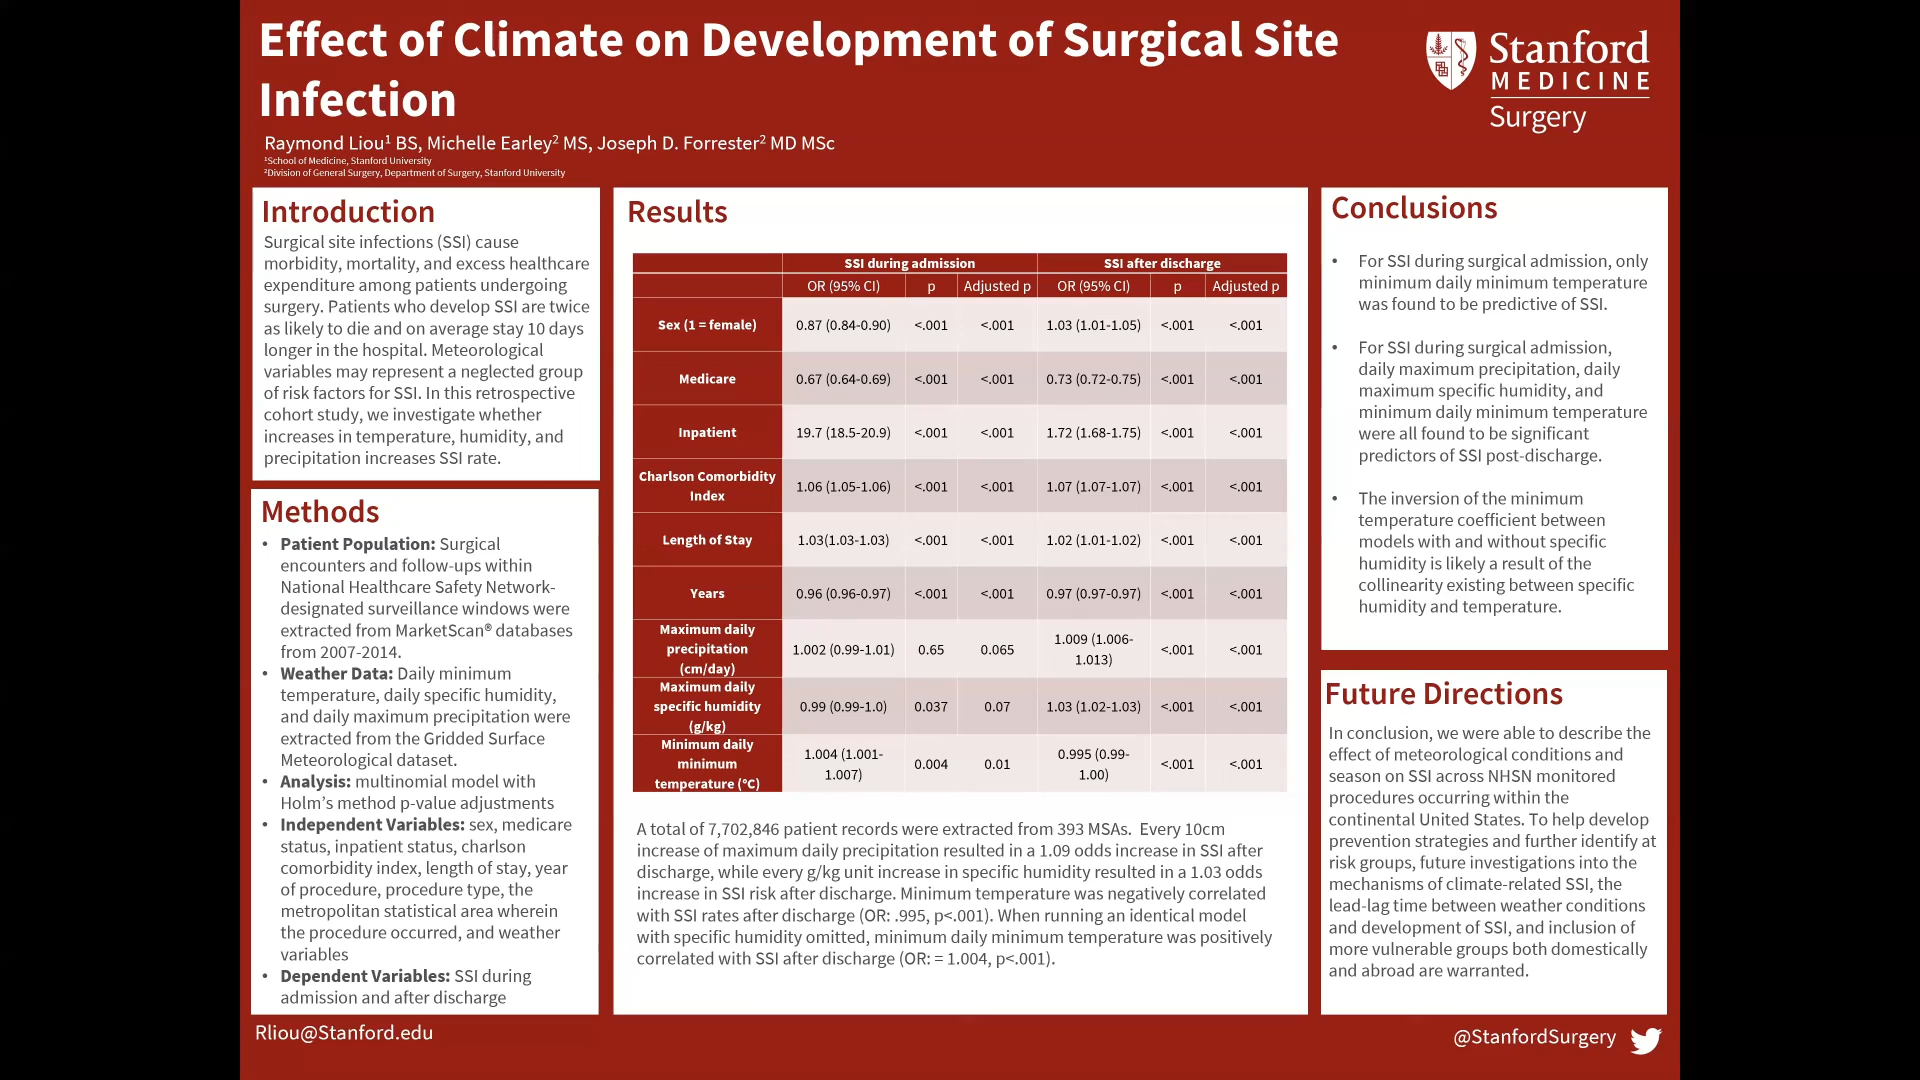 Effect of Climate on Development of Surgical Site
Infection
Raymond Liou¹ BS, Michelle Earley² MS, Joseph D. Forrester² MD MSc
¹School of Medicine, Stanford University
²Division of General Surgery, Department of Surgery, Stanford University
Stanford
MEDICINE
Surgery
Introduction
Surgical site infections (SSI) cause
morbidity, mortality, and excess healthcare
expenditure among patients undergoing
surgery. Patients who develop SSI are twice
as likely to die and on average stay 10 days
longer in the hospital. Meteorological
variables may represent a neglected group
of risk factors for SSI. In this retrospective
cohort study, we investigate whether
increases in temperature, humidity, and
precipitation increases SSI rate.
Methods
• Patient Population: Surgical
encounters and follow-ups within
National Healthcare Safety Network-
designated surveillance windows were
extracted from MarketScan® databases
from 2007-2014.
• Weather Data: Daily minimum
temperature, daily specific humidity,
and daily maximum precipitation were
extracted from the Gridded Surface
Meteorological dataset.
• Analysis: multinomial model with
Holm's method p-value adjustments
• Independent Variables: sex, medicare
status, inpatient status, charlson
comorbidity index, length of stay, year
of procedure, procedure type, the
metropolitan statistical area wherein
the procedure occurred, and weather
variables
• Dependent Variables: SSI during
admission and after discharge
Results
SSI during admission SSI after discharge
OR (95% CI) p Adjusted p OR (95% CI) p Adjusted p
Sex (1 = female) 0.87 (0.84-0.90) <.001 <.001 1.03 (1.01-1.05) <.001 <.001
Medicare 0.67 (0.64-0.69) <.001 <.001 0.73 (0.72-0.75) <.001 <.001
Inpatient 19.7 (18.5-20.9) <.001 <.001 1.72 (1.68-1.75) <.001 <.001
Charlson Comorbidity
Index 1.06 (1.05-1.06) <.001 <.001 1.07 (1.07-1.07) <.001 <.001
Length of Stay 1.03(1.03-1.03) <.001 <.001 1.02 (1.01-1.02) <.001 <.001
Years 0.96 (0.96-0.97) <.001 <.001 0.97 (0.97-0.97) <.001 <.001
Maximum daily
precipitation
(cm/day) 1.002 (0.99-1.01) 0.65 0.065 1.009 (1.006-
1.013) <.001 <.001
Maximum daily
specific humidity
(g/kg) 0.99 (0.99-1.0) 0.037 0.07 1.03 (1.02-1.03) <.001 <.001
Minimum daily
minimum
temperature (°C) 1.004 (1.001-
1.007) 0.004 0.01 0.995 (0.99-
1.00) <.001 <.001
A total of 7,702,846 patient records were extracted from 393 MSAs. Every 10cm
increase of maximum daily precipitation resulted in a 1.09 odds increase in SSI after
discharge, while every g/kg unit increase in specific humidity resulted in a 1.03 odds
increase in SSI risk after discharge. Minimum temperature was negatively correlated
with SSI rates after discharge (OR: .995, p<.001). When running an identical model
with specific humidity omitted, minimum daily minimum temperature was positively
correlated with SSI after discharge (OR: = 1.004, p<.001).
Conclusions
• For SSI during surgical admission, only
minimum daily minimum temperature
was found to be predictive of SSI.
• For SSI during surgical admission,
daily maximum precipitation, daily
maximum specific humidity, and
minimum daily minimum temperature
were all found to be significant
predictors of SSI post-discharge.
• The inversion of the minimum
temperature coefficient between
models with and without specific
humidity is likely a result of the
collinearity existing between specific
humidity and temperature.
Future Directions
In conclusion, we were able to describe the
effect of meteorological conditions and
season on SSI across NHSN monitored
procedures occurring within the
continental United States. To help develop
prevention strategies and further identify at
risk groups, future investigations into the
mechanisms of climate-related SSI, the
lead-lag time between weather conditions
and development of SSI, and inclusion of
more vulnerable groups both domestically
and abroad are warranted.
Rliou@Stanford.edu
@StanfordSurgery